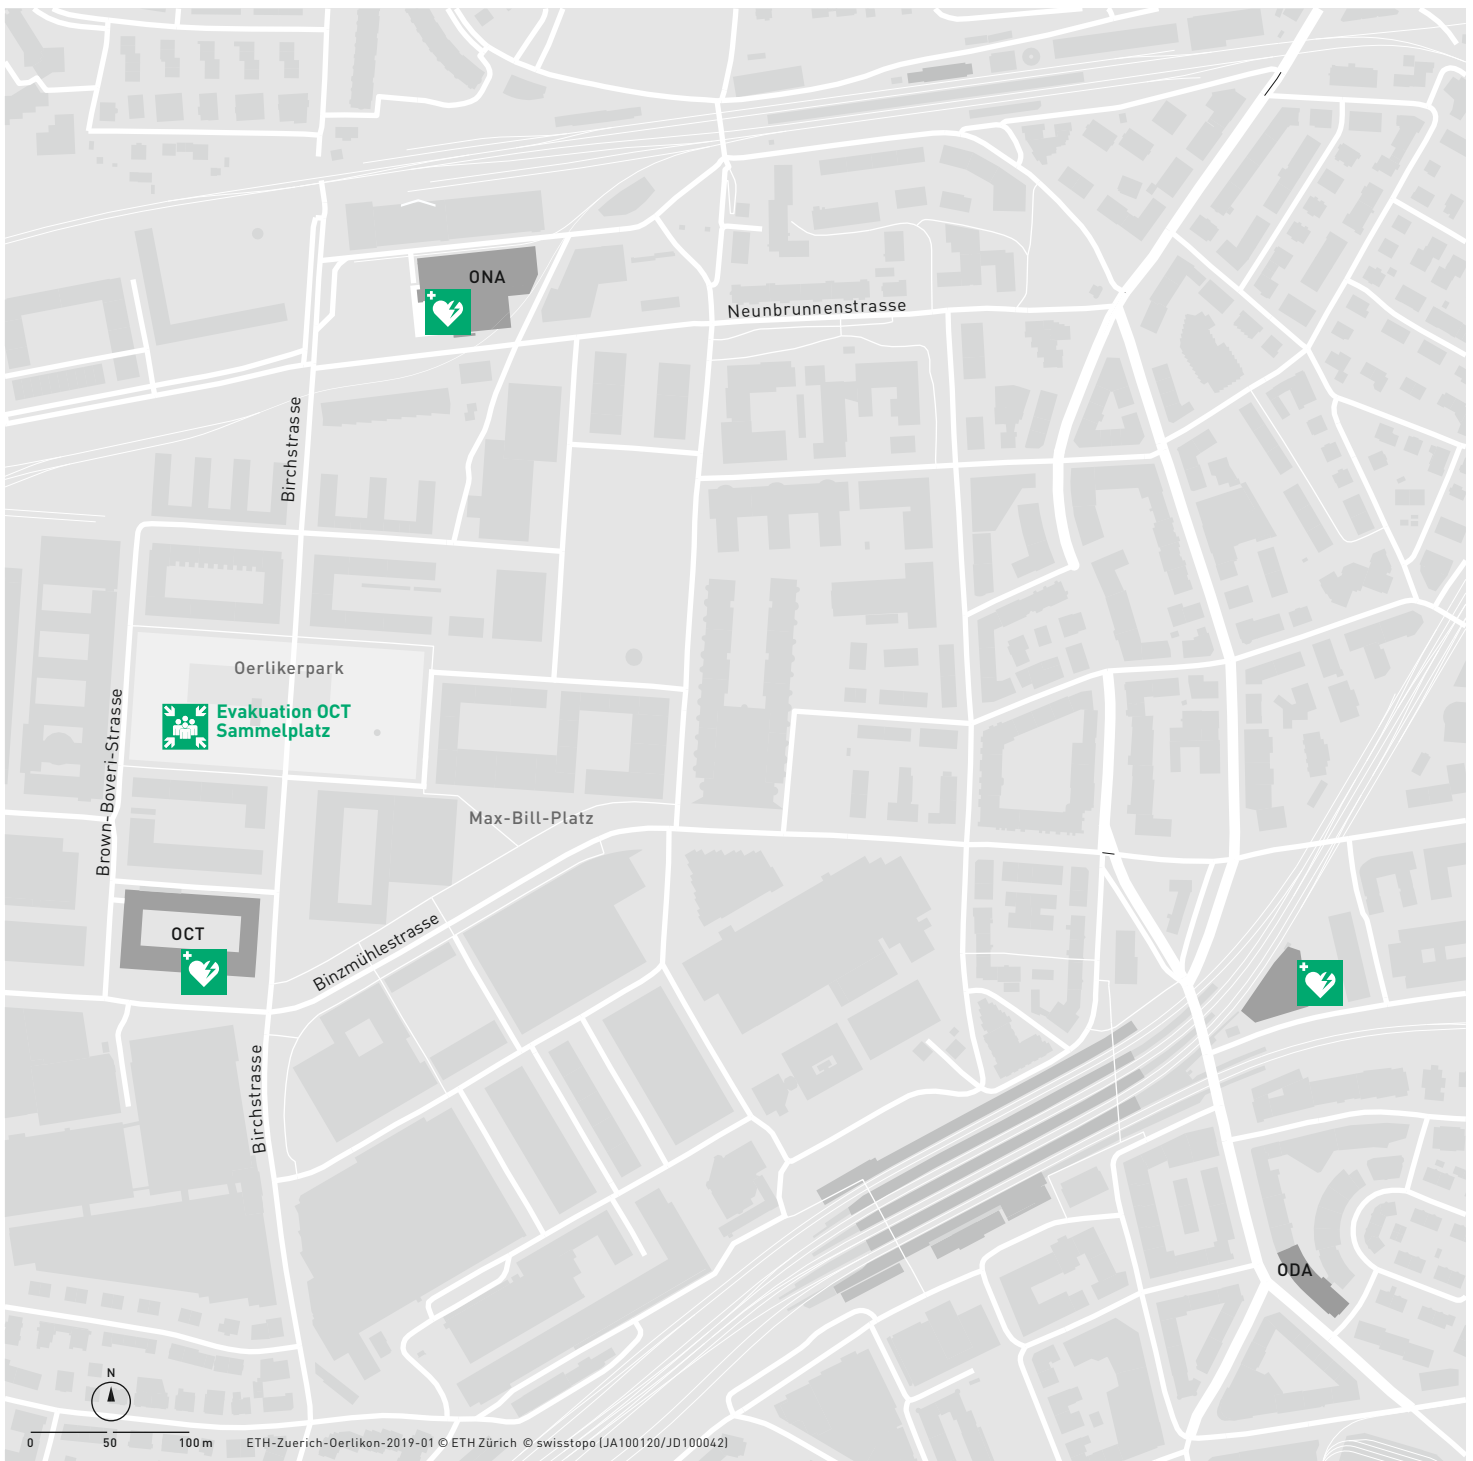 ONA
Neunbrunnenstrasse
Birchstrasse
Oerlikerpark
Evakuation OCT
Sammelplatz
Brown-Boveri-Strasse
Max-Bill-Platz
OCT
Binzmühlestrasse
Birchstrasse
ODA
N
0 50 100 m
ETH-Zuerich-Oerlikon-2019-01 © ETH Zürich © swisstopo (JA100120/JD100042)